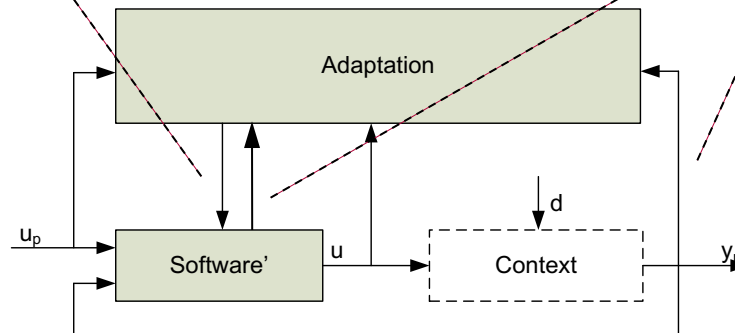 Adaptation
d
uₚ
u
Software’
Context
y